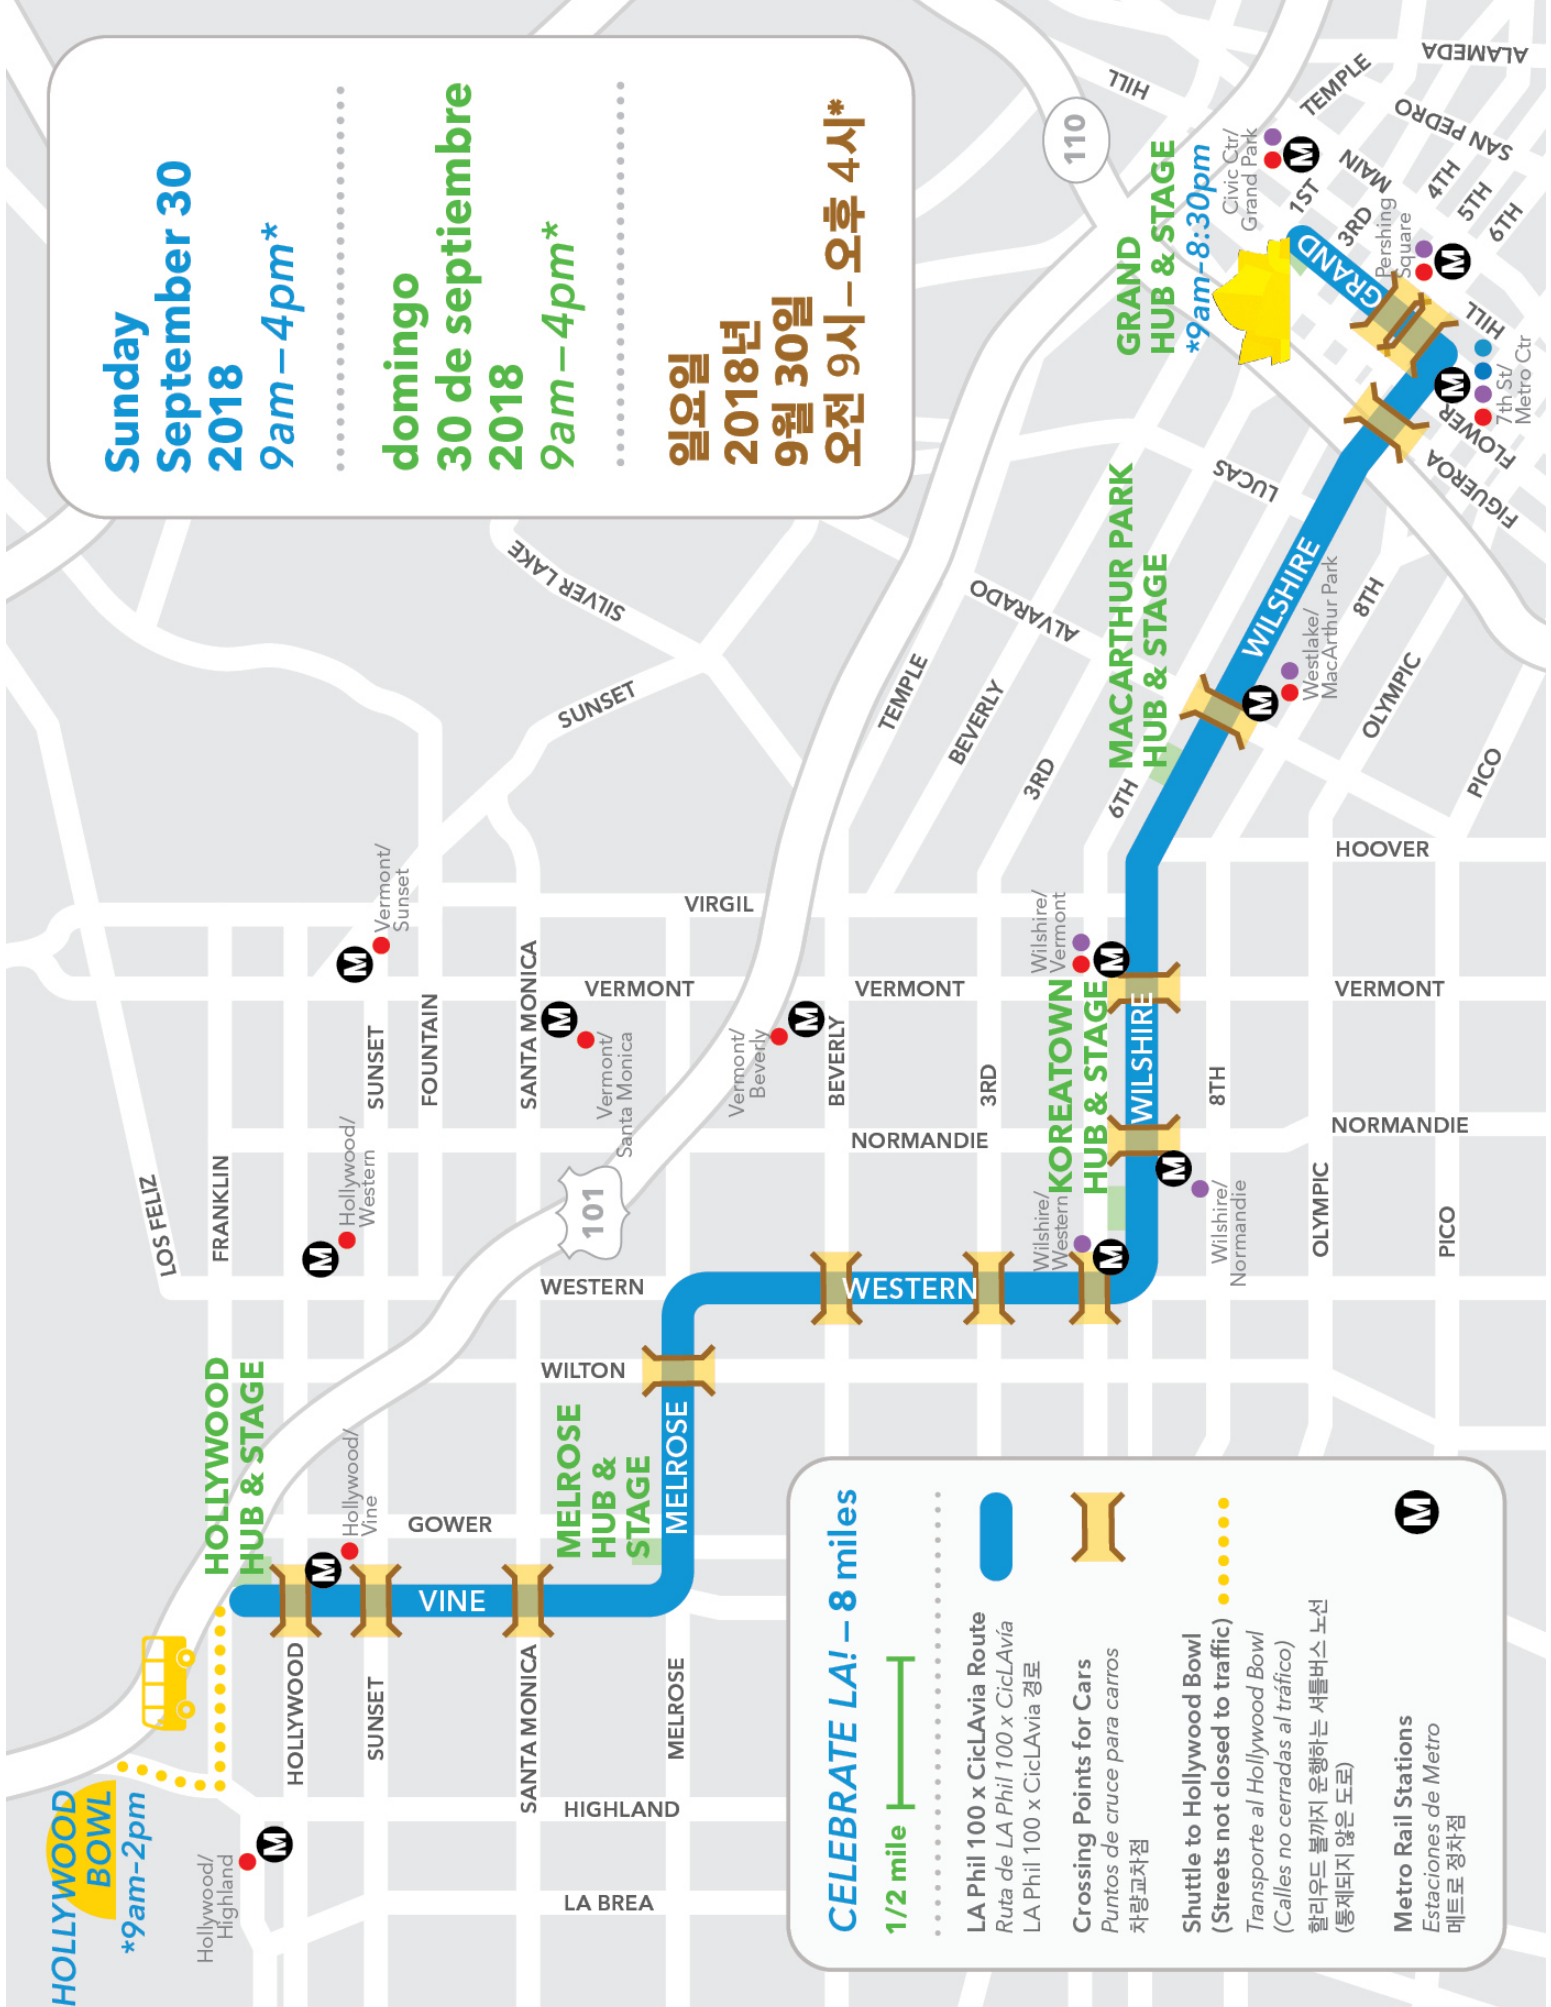 HOLLYWOOD
BOWL
*9am–2pm
Hollywood/
Highland
HOLLYWOOD
HUB & STAGE
LOS FELIZ
FRANKLIN
HOLLYWOOD
SUNSET
SANTA MONICA
MELROSE
HIGHLAND
LA BREA
VINE
GOWER
Hollywood/
Vine
MELROSE
HUB &
STAGE
MELROSE
WILTON
WESTERN
101
Hollywood/
Western
SUNSET
FOUNTAIN
SANTA MONICA
Vermont/
Sunset
Vermont/
Santa Monica
Vermont/
Beverly
VERMONT
VIRGIL
BEVERLY
VERMONT
NORMANDIE
3RD
WESTERN
Wilshire/
Western
KOREATOWN
HUB & STAGE
Wilshire/
Vermont
WILSHIRE
Wilshire/
Normandie
8TH
NORMANDIE
VERMONT
HOOVER
OLYMPIC
PICO
SUNSET
SILVER LAKE
TEMPLE
BEVERLY
3RD
6TH
ALVARADO
MACARTHUR PARK
HUB & STAGE
LUCAS
WILSHIRE
Westlake/
MacArthur Park
8TH
OLYMPIC
PICO
110
HILL
GRAND
HUB & STAGE
*9am–8:30pm
Civic Ctr/
Grand Park
GRAND
Pershing
Square
1ST
3RD
MAIN
TEMPLE
ALAMEDA
SAN PEDRO
4TH
5TH
6TH
HILL
7th St/
Metro Ctr
FLOWER
FIGUEROA
Sunday
September 30
2018
9am–4pm*
domingo
30 de septiembre
2018
9am–4pm*
일요일
2018년
9월 30일
오전 9시 – 오후 4시*
CELEBRATE LA! – 8 miles
1/2 mile
LA Phil 100 x CicLAvia Route
Ruta de LA Phil 100 x CicLAvía
LA Phil 100 x CicLAvia 경로
Crossing Points for Cars
Puntos de cruce para carros
차량교차점
Shuttle to Hollywood Bowl
(Streets not closed to traffic)
Transporte al Hollywood Bowl
(Calles no cerradas al tráfico)
할리우드 볼까지 운행하는 셔틀버스 노선
(통제되지 않은 도로)
Metro Rail Stations
Estaciones de Metro
메트로 정차점
M
M
M
M
M
M
M
M
M
M
M
M
M
M